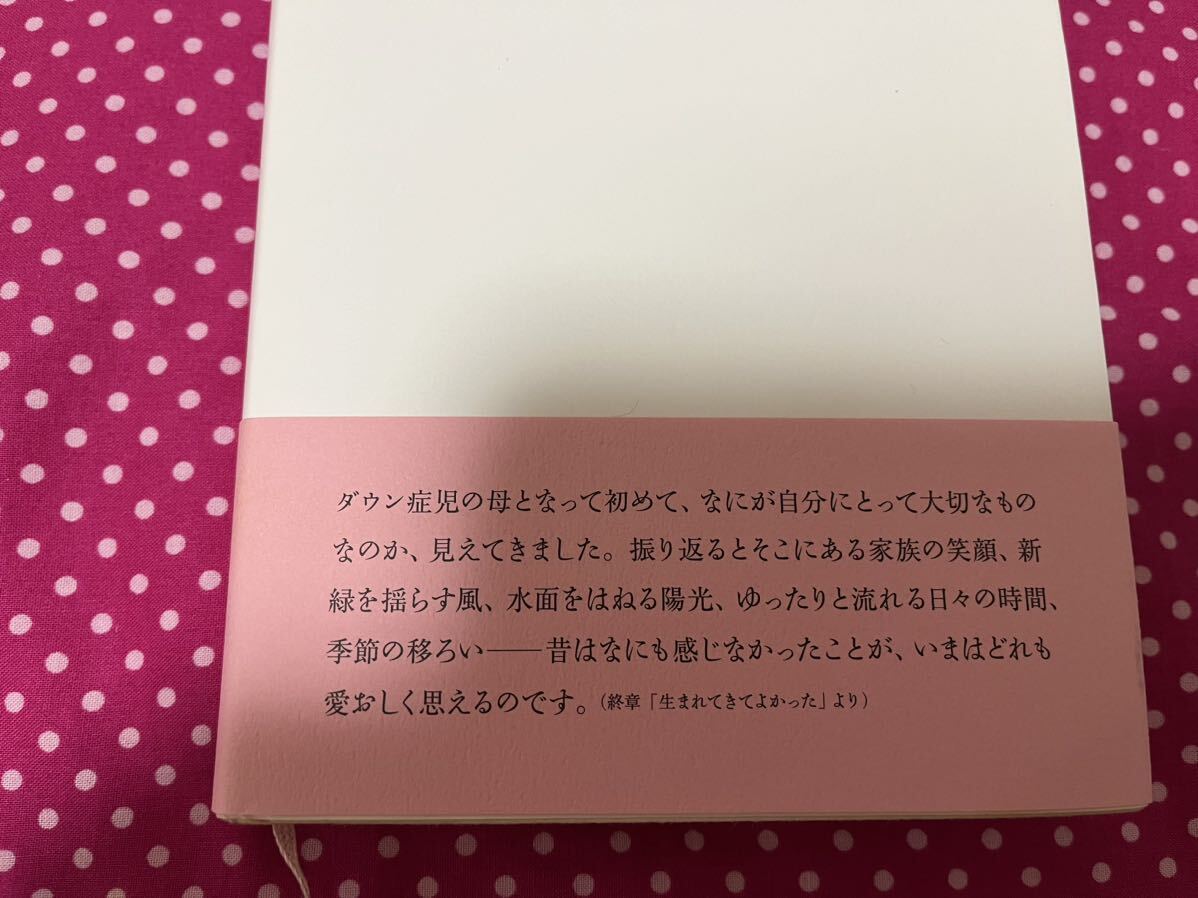 ダウン症児の母となって初めて、なにが自分にとって大切なもの
なのか、見えてきました。振り返るとそこにある家族の笑顔、新
緑を揺らす風、水面をはねる陽光、ゆったりと流れる日々の時間、
季節の移ろい――昔はなにも感じなかったことが、いまはどれも
愛おしく思えるのです。(終章「生まれてきてよかった」より)